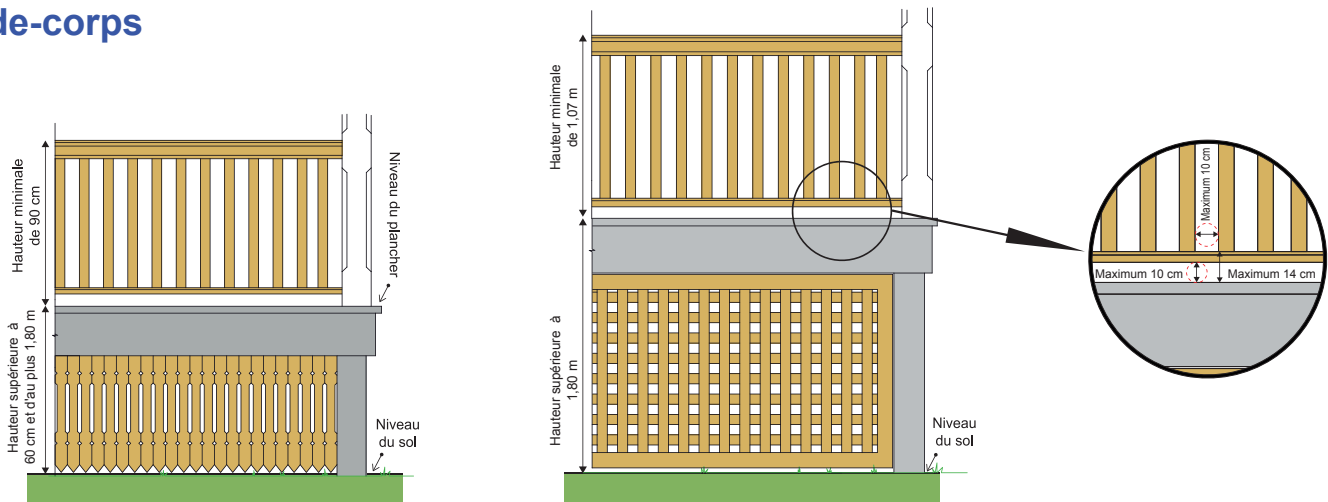 de-corps
Hauteur minimale
de 90 cm
Hauteur supérieure à
60 cm et d'au plus 1,80 m
Niveau du plancher
Niveau
du sol
Hauteur minimale
de 1,07 m
Hauteur supérieure à
1,80 m
Niveau
du sol
Maximum 10 cm
Maximum 10 cm
Maximum 14 cm